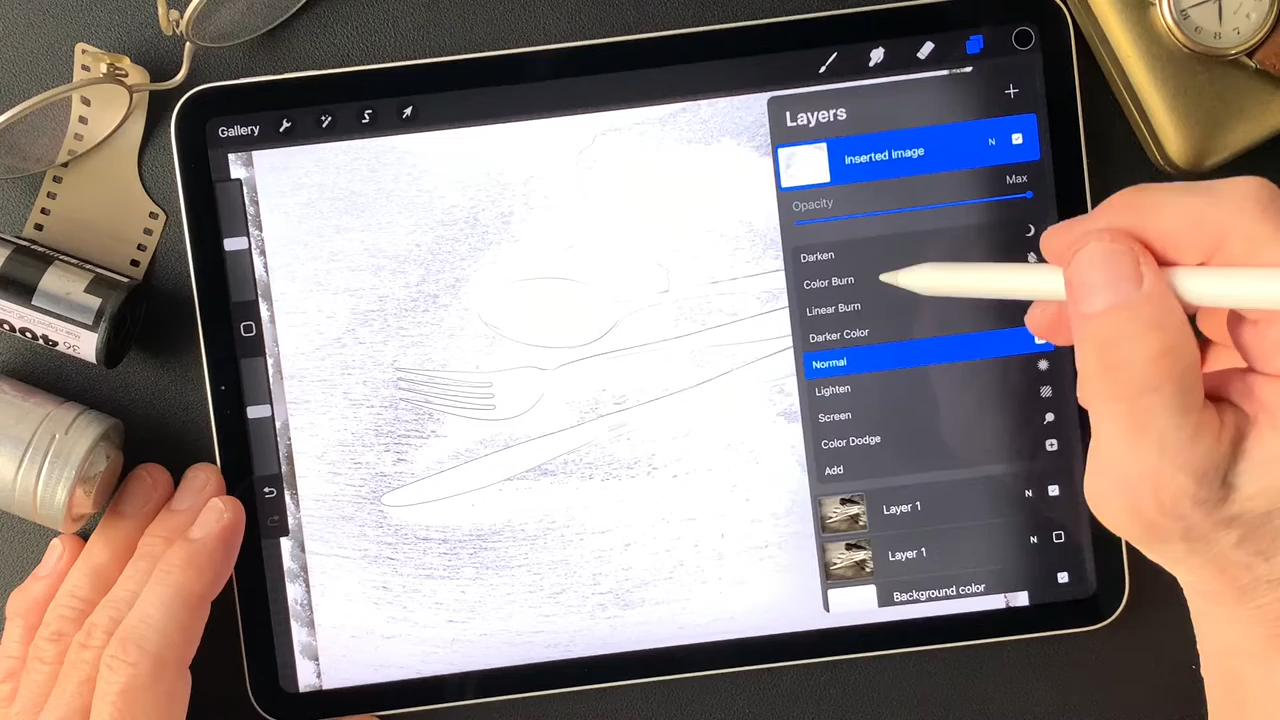 Gallery
Layers
Inserted Image
N
Max
Opacity
Darken
Color Burn
Linear Burn
Darker Color
Normal
Lighten
Screen
Color Dodge
Add
Layer 1
N
Layer 1
N
Background color
400
36